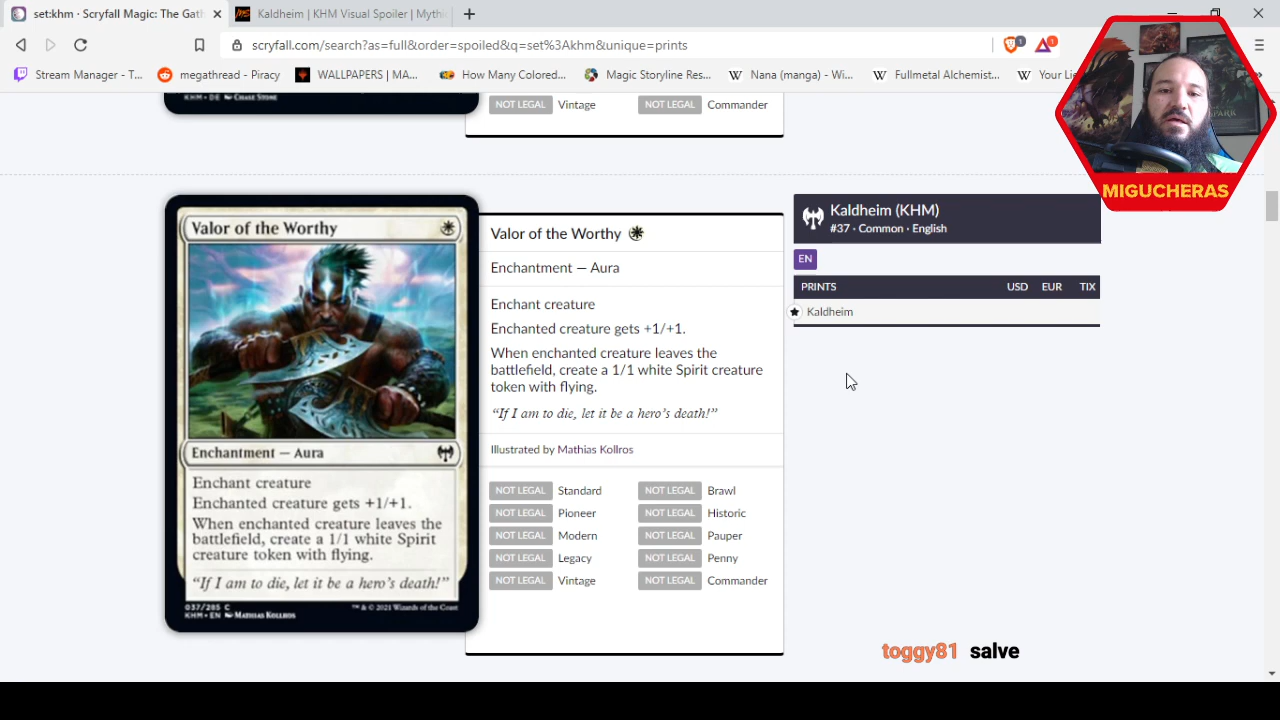 set:khm · Scryfall Magic: The Gath
Kaldheim | KHM Visual Spoiler | Mythi
scryfall.com/search?as=full&order=spoiled&q=set%3Akhm&unique=prints
1
1
Stream Manager - T...
megathread - Piracy
WALLPAPERS | MA...
How Many Colored...
Magic Storyline Res...
Nana (manga) - Wi...
Fullmetal Alchemist...
Your Li
KHM • DE CHASE STONE
NOT LEGAL Vintage
NOT LEGAL Commander
MIGUCHERAS
Valor of the Worthy
Enchantment — Aura
Enchant creature
Enchanted creature gets +1/+1.
When enchanted creature leaves the
battlefield, create a 1/1 white Spirit
creature token with flying.
“If I am to die, let it be a hero’s death!”
037/285 C
KHM • EN MATHIAS KOLLROS
™ & © 2021 Wizards of the Coast
Valor of the Worthy
Enchantment — Aura
Enchant creature
Enchanted creature gets +1/+1.
When enchanted creature leaves the
battlefield, create a 1/1 white Spirit creature
token with flying.
“If I am to die, let it be a hero’s death!”
Illustrated by Mathias Kollros
NOT LEGAL Standard
NOT LEGAL Brawl
NOT LEGAL Pioneer
NOT LEGAL Historic
NOT LEGAL Modern
NOT LEGAL Pauper
NOT LEGAL Legacy
NOT LEGAL Penny
NOT LEGAL Vintage
NOT LEGAL Commander
Kaldheim (KHM)
#37 · Common · English
EN
PRINTS USD EUR TIX
Kaldheim
toggy81 salve